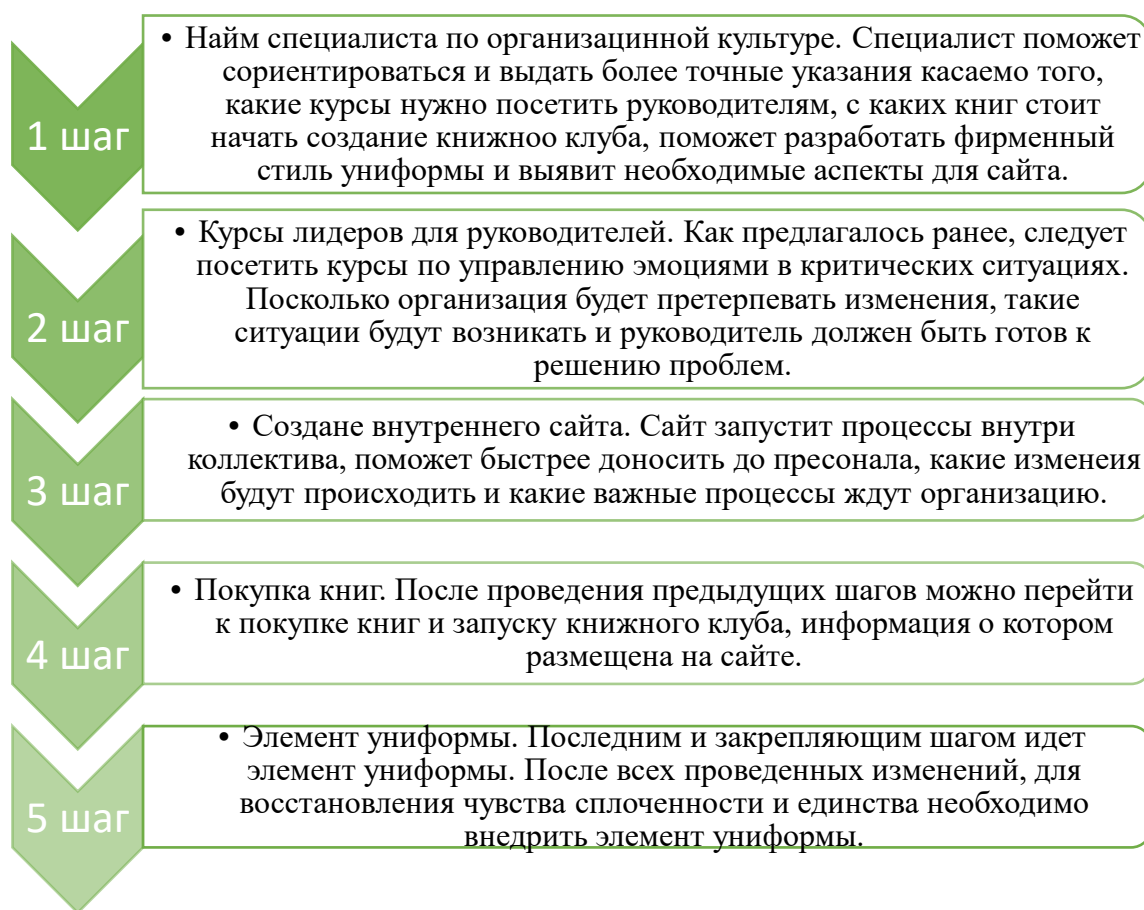 1 шаг
• Найм специалиста по организацинной культуре. Специалист поможет
сориентироваться и выдать более точные указания касаемо того,
какие курсы нужно посетить руководителям, с каких книг стоит
начать создание книжноо клуба, поможет разработать фирменный
стиль униформы и выявит необходимые аспекты для сайта.
2 шаг
• Курсы лидеров для руководителей. Как предлагалось ранее, следует
посетить курсы по управлению эмоциями в критических ситуациях.
Посколько организация будет претерпевать изменения, такие
ситуации будут возникать и руководитель должен быть готов к
решению проблем.
3 шаг
• Создане внутреннего сайта. Сайт запустит процессы внутри
коллектива, поможет быстрее доносить до пресонала, какие изменеия
будут происходить и какие важные процессы ждут организацию.
4 шаг
• Покупка книг. После проведения предыдущих шагов можно перейти
к покупке книг и запуску книжного клуба, информация о котором
размещена на сайте.
5 шаг
• Элемент униформы. Последним и закрепляющим шагом идет
элемент униформы. После всех проведенных изменений, для
восстановления чувства сплоченности и единства необходимо
внедрить элемент униформы.